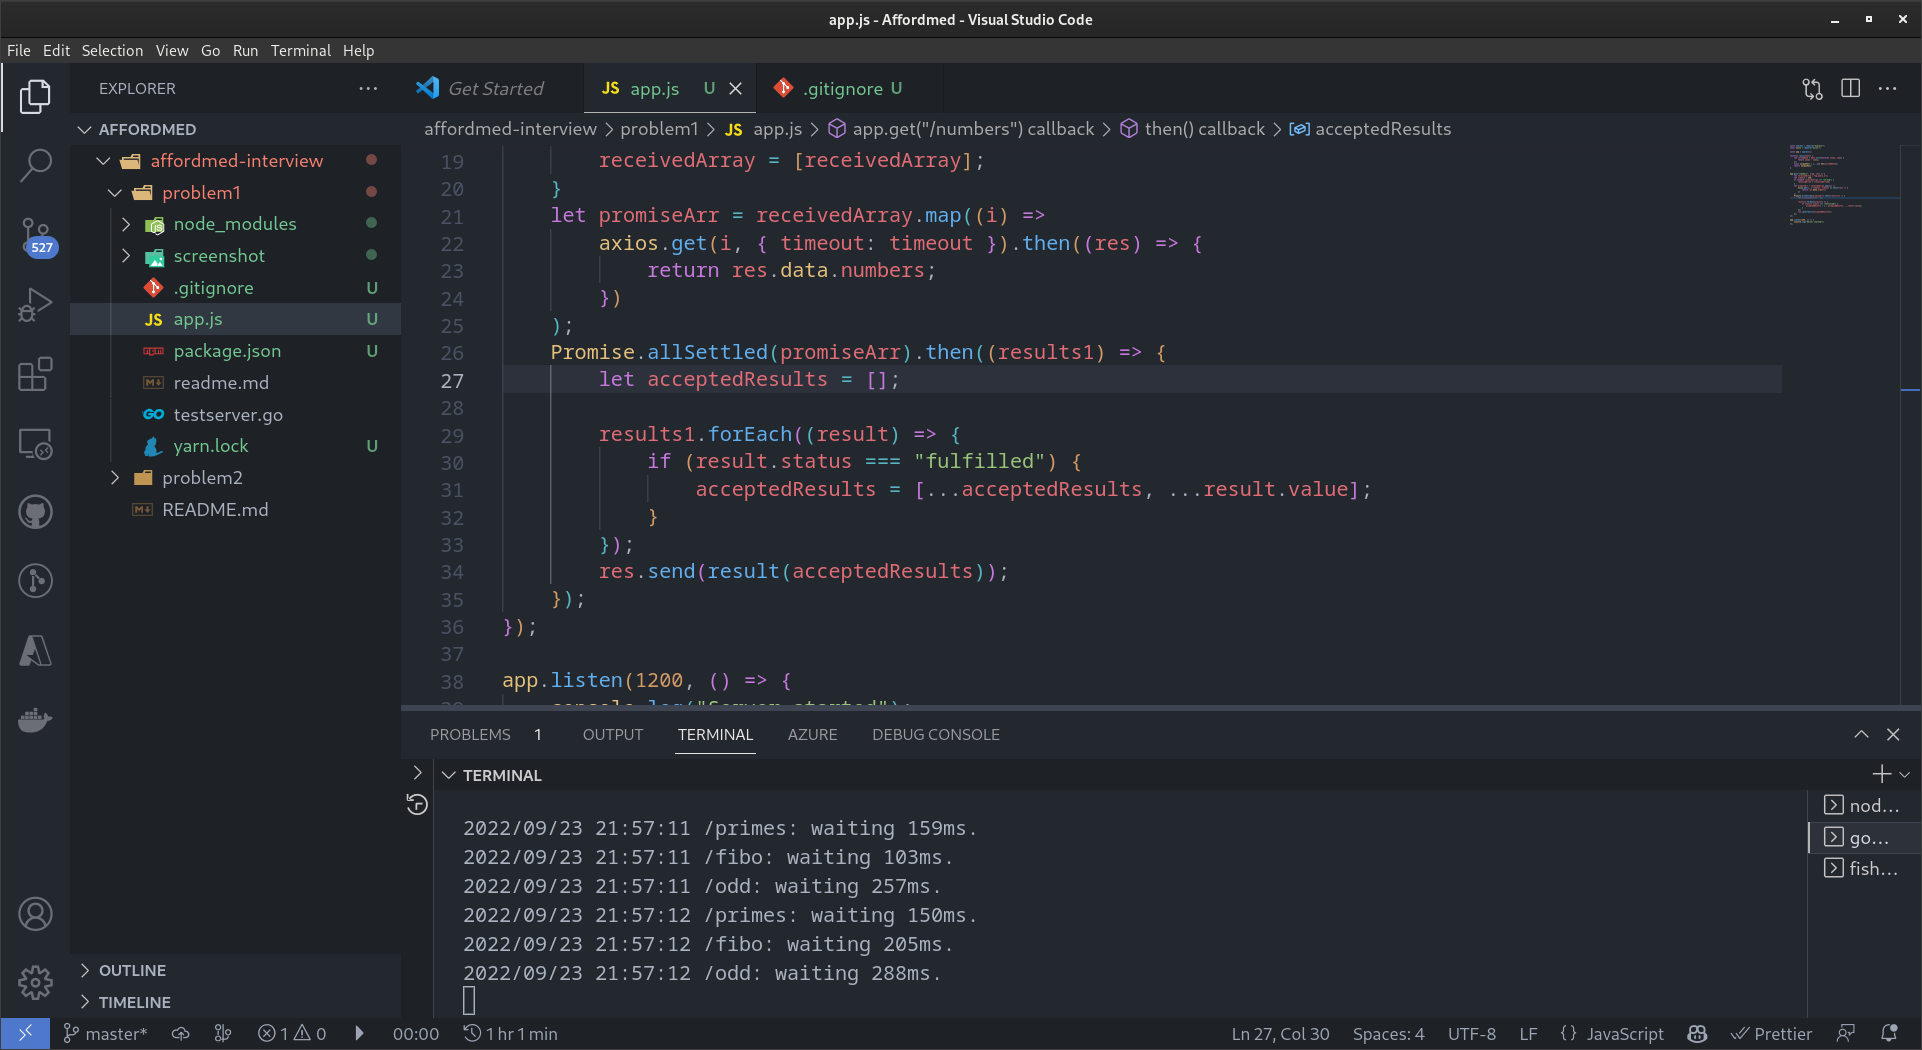 app.js - Affordmed - Visual Studio Code
File Edit Selection View Go Run Terminal Help
EXPLORER
AFFORDMED
affordmed-interview
problem1
node_modules
screenshot
.gitignore U
JS app.js U
package.json U
readme.md
GO testserver.go
yarn.lock U
problem2
README.md
OUTLINE
TIMELINE
527
Get Started
JS app.js U
.gitignore U
affordmed-interview > problem1 > JS app.js > app.get("/numbers") callback > then() callback > acceptedResults
19 receivedArray = [receivedArray];
20 }
21 let promiseArr = receivedArray.map((i) =>
22 axios.get(i, { timeout: timeout }).then((res) => {
23 return res.data.numbers;
24 })
25 );
26 Promise.allSettled(promiseArr).then((results1) => {
27 let acceptedResults = [];
28
29 results1.forEach((result) => {
30 if (result.status === "fulfilled") {
31 acceptedResults = [...acceptedResults, ...result.value];
32 }
33 });
34 res.send(result(acceptedResults));
35 });
36 });
37
38 app.listen(1200, () => {
console.log("Server started");
PROBLEMS 1 OUTPUT TERMINAL AZURE DEBUG CONSOLE
TERMINAL
2022/09/23 21:57:11 /primes: waiting 159ms.
2022/09/23 21:57:11 /fibo: waiting 103ms.
2022/09/23 21:57:11 /odd: waiting 257ms.
2022/09/23 21:57:12 /primes: waiting 150ms.
2022/09/23 21:57:12 /fibo: waiting 205ms.
2022/09/23 21:57:12 /odd: waiting 288ms.
nod...
go...
fish...
master* 1 0 00:00 1 hr 1 min Ln 27, Col 30 Spaces: 4 UTF-8 LF {} JavaScript Prettier